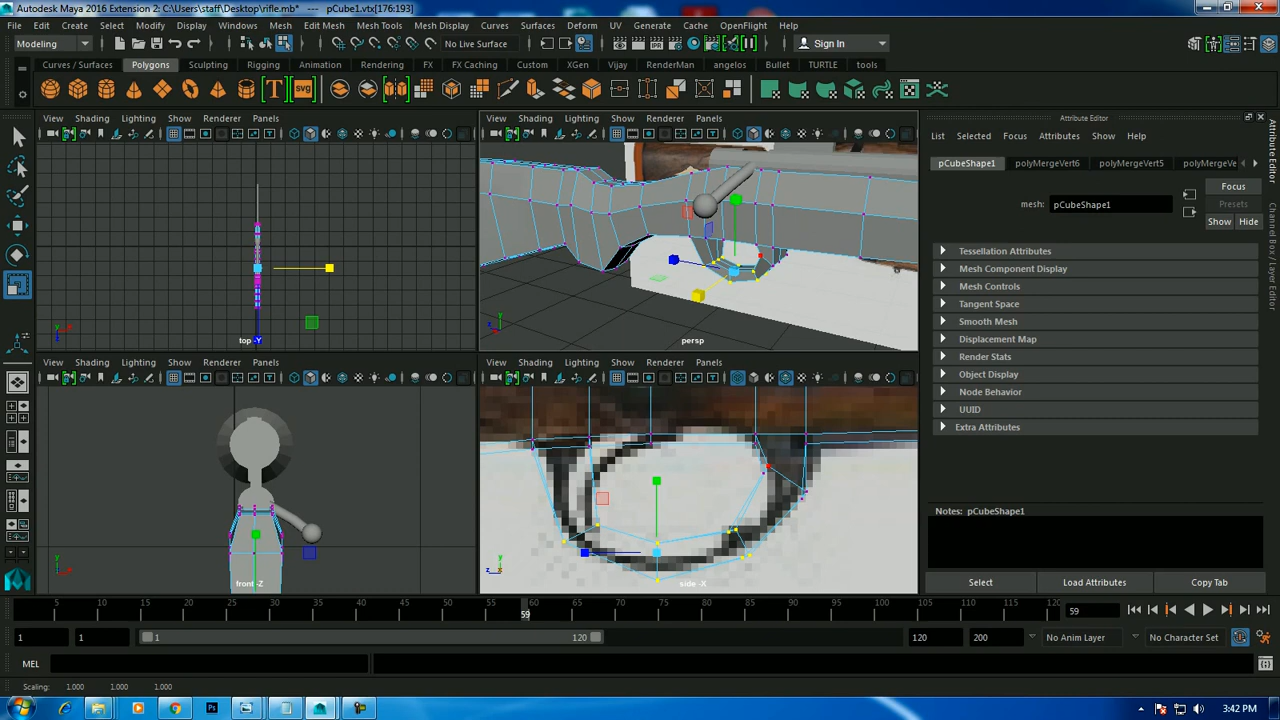 Autodesk Maya 2016 Extension 2: C:\Users\staff\Desktop\rifle.mb* --- pCube1.vtx[176:193]
File Edit Create Select Modify Display Windows Mesh Edit Mesh Mesh Tools Mesh Display Curves Surfaces Deform UV Generate Cache OpenFlight Help
Modeling No Live Surface Sign In
Curves / Surfaces Polygons Sculpting Rigging Animation Rendering FX FX Caching Custom XGen Vijay RenderMan angelos Bullet TURTLE tools
T svg
View Shading Lighting Show Renderer Panels
top -Y
View Shading Lighting Show Renderer Panels
persp
View Shading Lighting Show Renderer Panels
front -Z
View Shading Lighting Show Renderer Panels
side -X
Attribute Editor
List Selected Focus Attributes Show Help
pCubeShape1 polyMergeVert6 polyMergeVert5 polyMergeVe
Focus
Presets
mesh: pCubeShape1
Show Hide
Tessellation Attributes
Mesh Component Display
Mesh Controls
Tangent Space
Smooth Mesh
Displacement Map
Render Stats
Object Display
Node Behavior
UUID
Extra Attributes
Notes: pCubeShape1
Select Load Attributes Copy Tab
Attribute Editor
Channel Box / Layer Editor
5 10 15 20 25 30 35 40 45 50 55 59 60 65 70 75 80 85 90 95 100 105 110 115 120
59
1 1 1 120 120 200 No Anim Layer No Character Set
MEL
Scaling: 1.000 1.000 1.000
3:42 PM